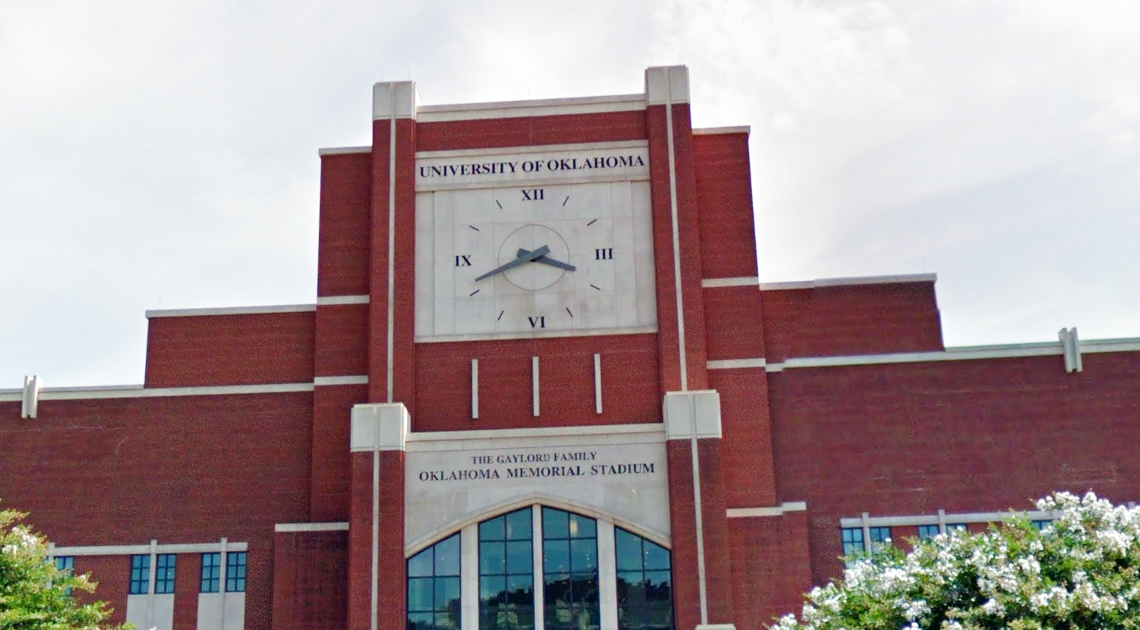 UNIVERSITY OF OKLAHOMA
XII
IX III
VI
THE GAYLORD FAMILY
OKLAHOMA MEMORIAL STADIUM